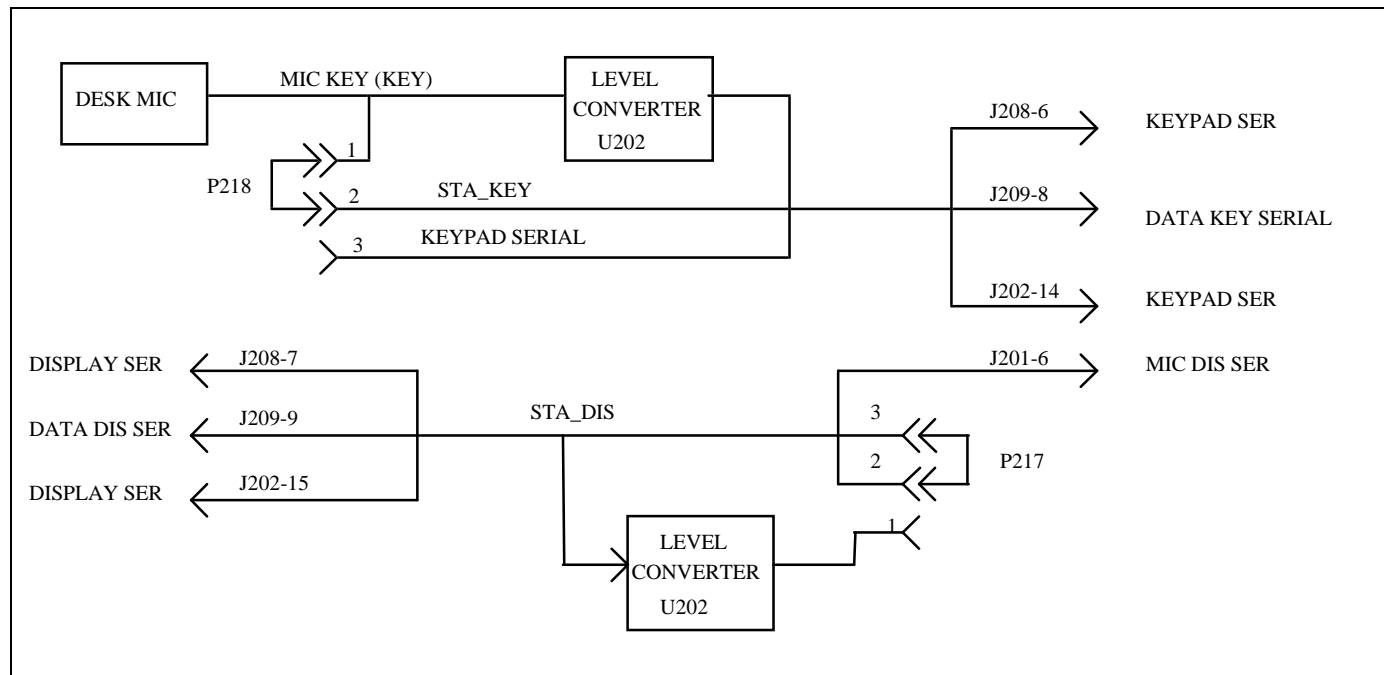 DESK MIC
MIC KEY (KEY)
LEVEL
CONVERTER
U202
P218
1
2
3
STA_KEY
KEYPAD SERIAL
J208-6
KEYPAD SER
J209-8
DATA KEY SERIAL
J202-14
KEYPAD SER
DISPLAY SER
J208-7
DATA DIS SER
J209-9
DISPLAY SER
J202-15
STA_DIS
J201-6
MIC DIS SER
3
2
1
P217
LEVEL
CONVERTER
U202